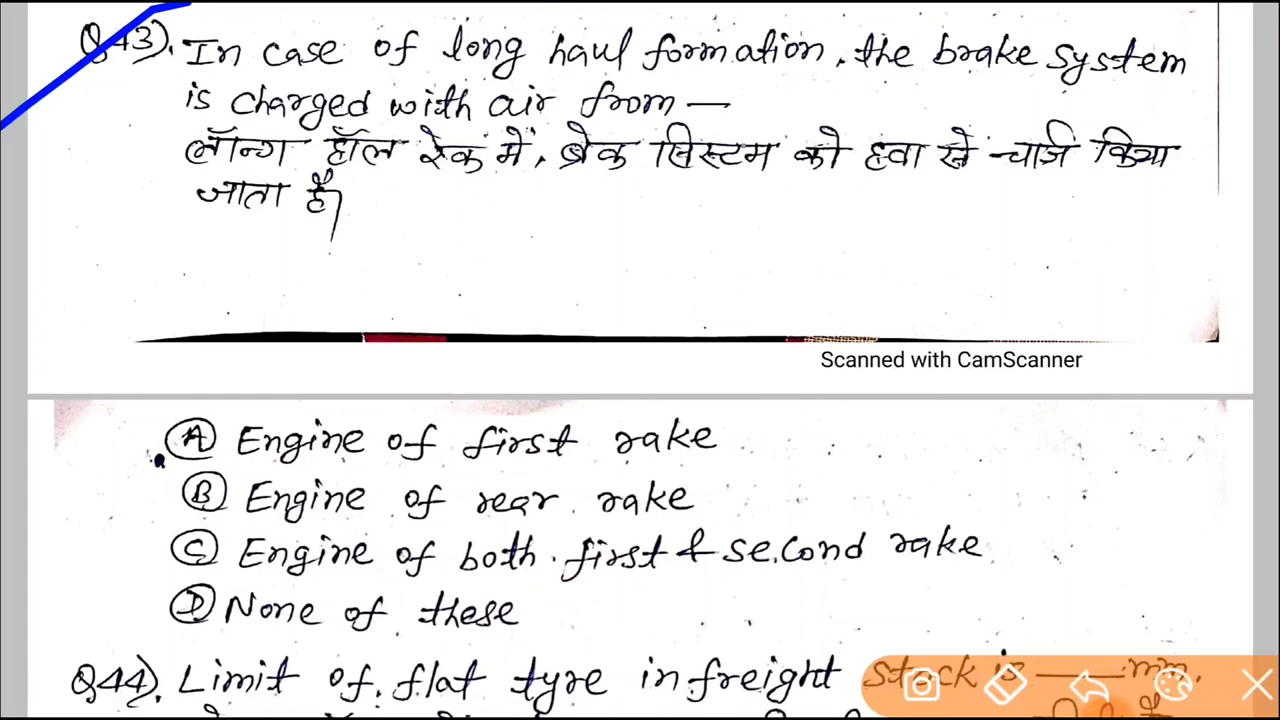 Q43). In case of long haul formation, the brake system
is charged with air from —
लॉन्ग हॉल रेक में, ब्रेक सिस्टम को हवा से चार्ज किया
जाता है।
Scanned with CamScanner
A Engine of first rake
B Engine of rear rake
C Engine of both first & second rake
D None of these
Q44). Limit of flat tyre in freight stock is ___ mm.